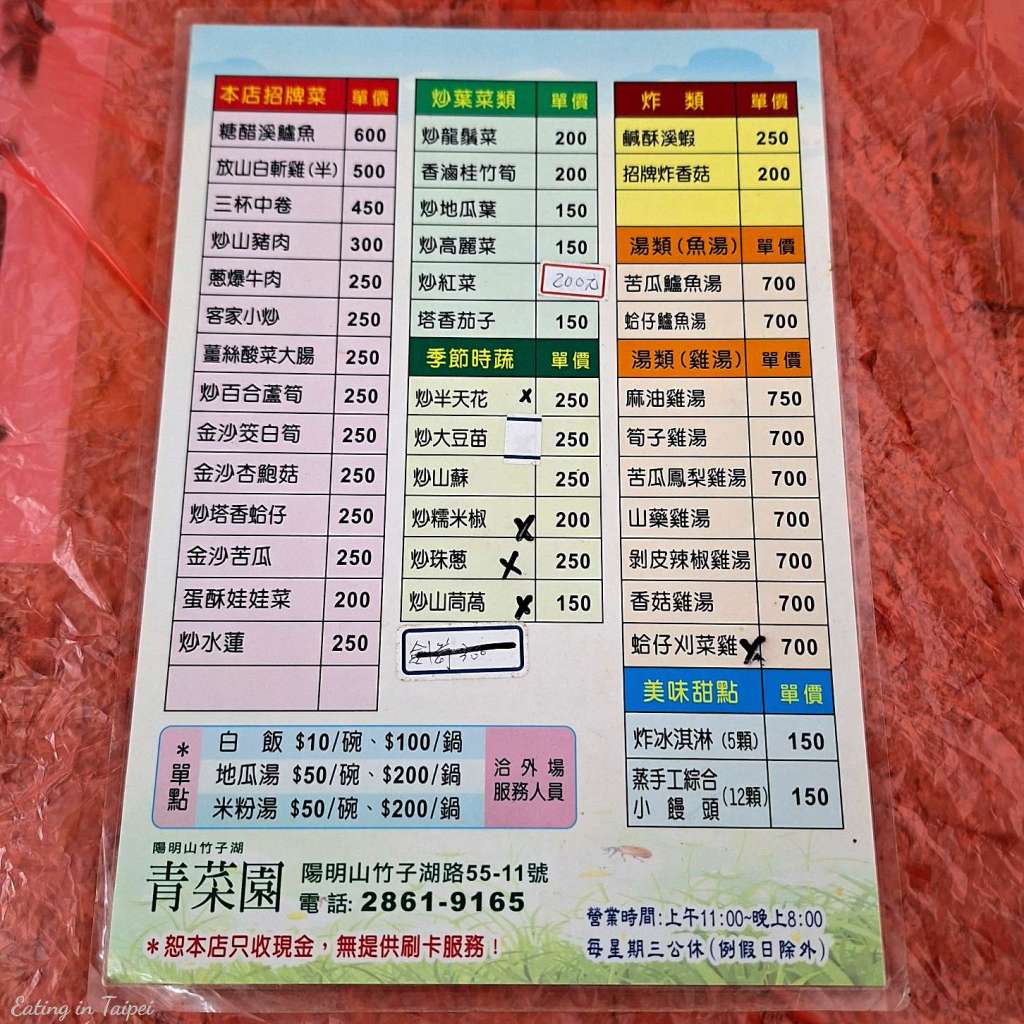 本店招牌菜 單價
糖醋溪鱸魚 600
放山白斬雞(半) 500
三杯中卷 450
炒山豬肉 300
蔥爆牛肉 250
客家小炒 250
薑絲酸菜大腸 250
炒百合蘆筍 250
金沙筊白筍 250
金沙杏鮑菇 250
炒塔香蛤仔 250
金沙苦瓜 250
蛋酥娃娃菜 200
炒水蓮 250
炒葉菜類 單價
炒龍鬚菜 200
香滷桂竹筍 200
炒地瓜葉 150
炒高麗菜 150
炒紅菜 200元
塔香茄子 150
季節時蔬 單價
炒半天花 x 250
炒大豆苗 250
炒山蘇 250
炒糯米椒 x 200
炒珠蔥 x 250
炒山茼萵 x 150
炸 類 單價
鹹酥溪蝦 250
招牌炸香菇 200
湯類(魚湯) 單價
苦瓜鱸魚湯 700
蛤仔鱸魚湯 700
湯類(雞湯) 單價
麻油雞湯 750
筍子雞湯 700
苦瓜鳳梨雞湯 700
山藥雞湯 700
剝皮辣椒雞湯 700
香菇雞湯 700
蛤仔刈菜雞 x 700
美味甜點 單價
炸冰淇淋 (5顆) 150
蒸手工綜合
小饅頭 (12顆) 150
*單點
白 飯 $10/碗、$100/鍋
地瓜湯 $50/碗、$200/鍋
米粉湯 $50/碗、$200/鍋
洽外場
服務人員
陽明山竹子湖
青菜園
陽明山竹子湖路55-11號
電話: 2861-9165
*恕本店只收現金，無提供刷卡服務！
營業時間:上午11:00~晚上8:00
每星期三公休(例假日除外)
Eating in Taipei